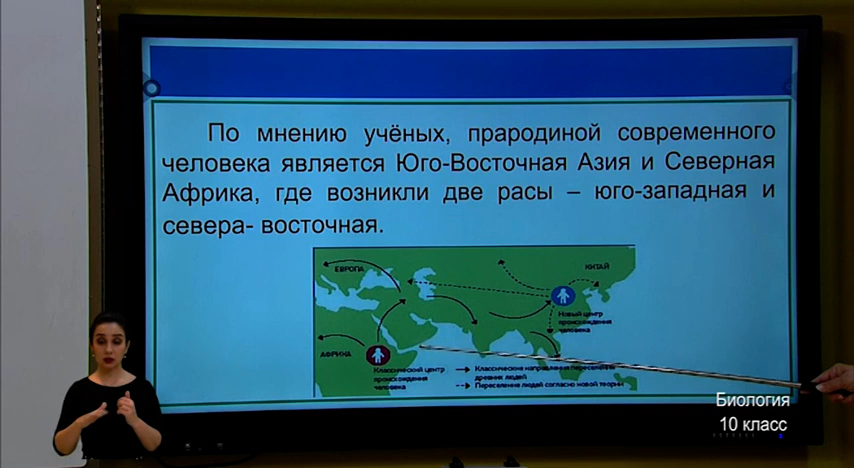 По мнению учёных, прародиной современного
человека является Юго-Восточная Азия и Северная
Африка, где возникли две расы – юго-западная и
севера- восточная.
ЕВРОПА
КИТАЙ
Новый центр
происхождения
человека
АФРИКА
Классический центр
происхождения
человека
Классические направления переселения
древних людей
Переселение людей согласно новой теории
Биология
10 класс